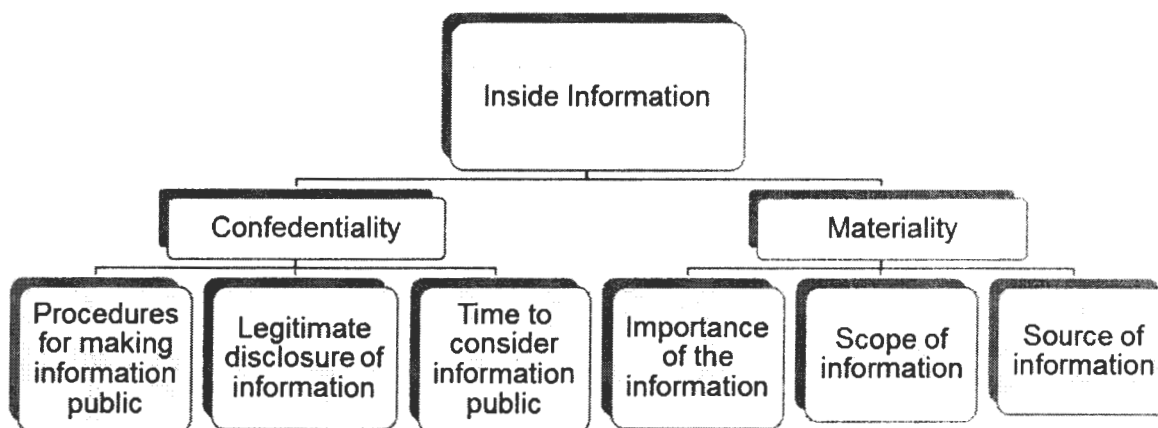 Inside Information
Confedentiality
Materiality
Procedures
for making
information
public
Legitimate
disclosure of
information
Time to
consider
information
public
Importance
of the
information
Scope of
information
Source of
information